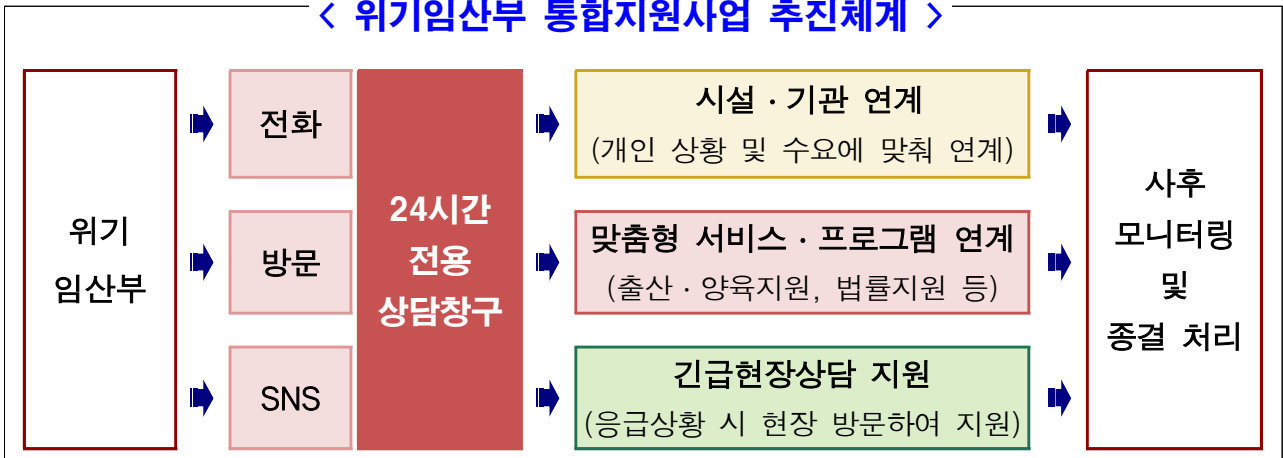 < 위기임산부 통합지원사업 추진체계 >
위기
임산부
전화
방문
SNS
24시간
전용
상담창구
시설 · 기관 연계
(개인 상황 및 수요에 맞춰 연계)
맞춤형 서비스 · 프로그램 연계
(출산 · 양육지원, 법률지원 등)
긴급현장상담 지원
(응급상황 시 현장 방문하여 지원)
사후
모니터링
및
종결 처리